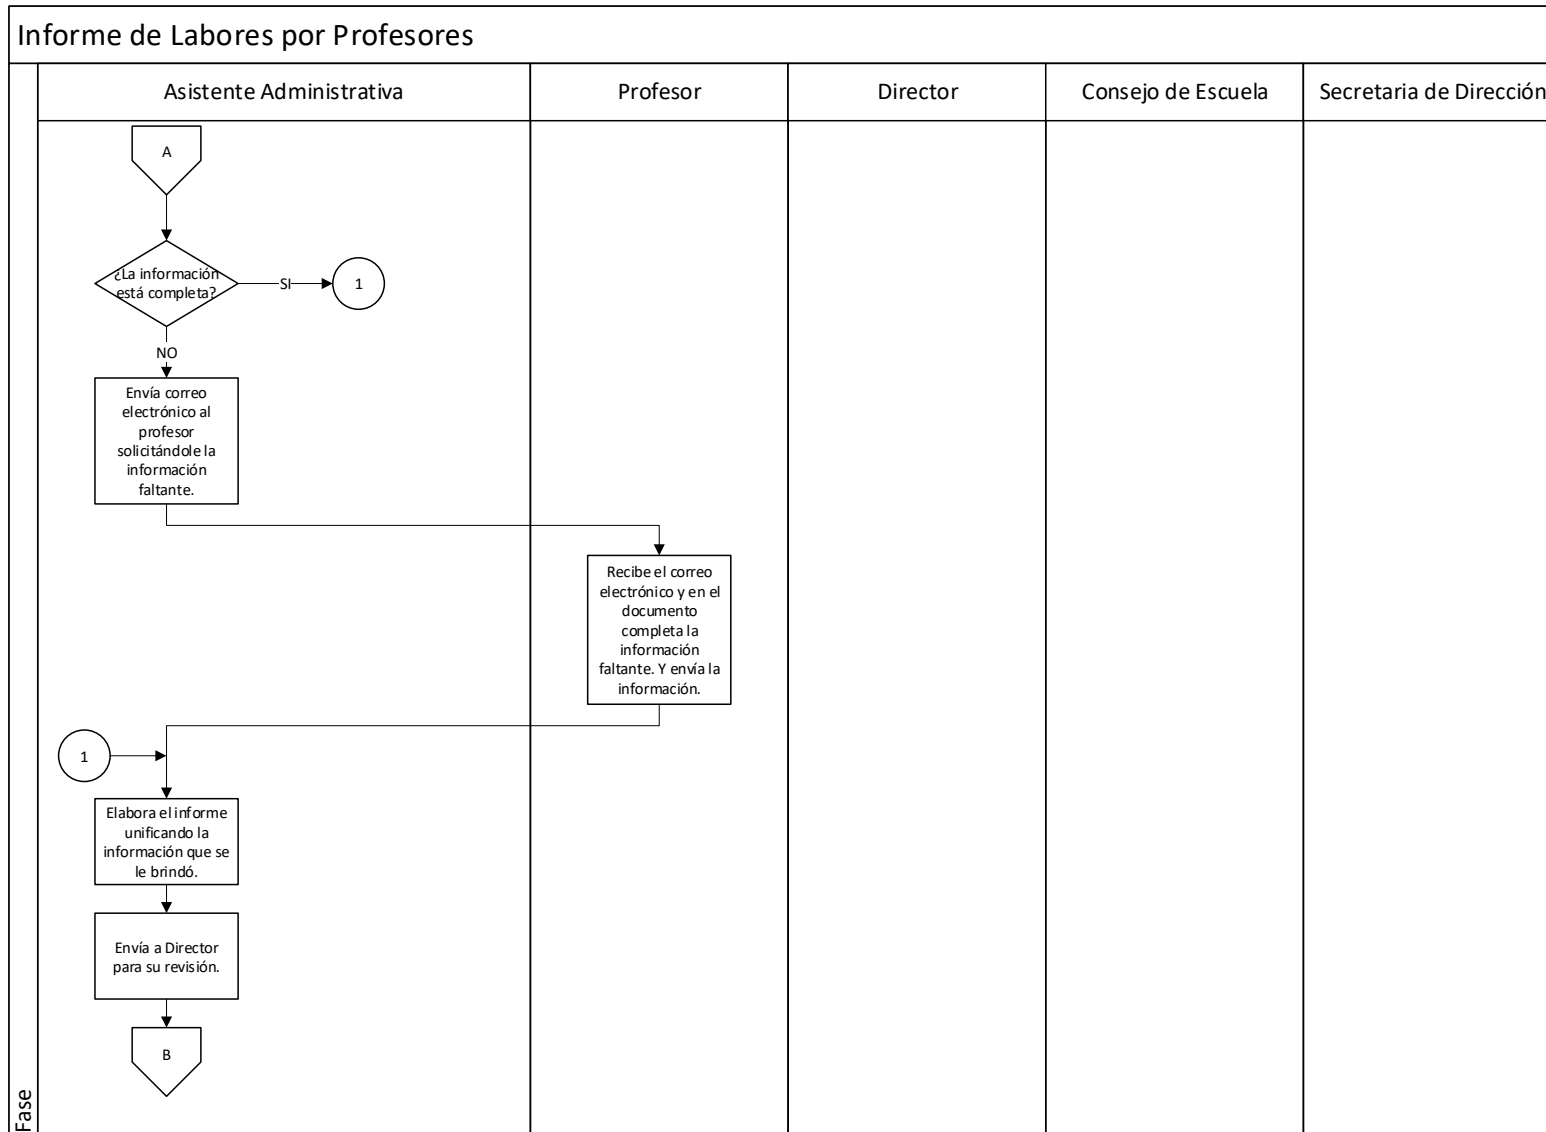 Informe de Labores por Profesores
Asistente Administrativa
Profesor
Director
Consejo de Escuela
Secretaria de Dirección
A
¿La información
está completa?
SI
1
NO
Envía correo
electrónico al
profesor
solicitándole la
información
faltante.
Recibe el correo
electrónico y en el
documento
completa la
información
faltante. Y envía la
información.
1
Elabora el informe
unificando la
información que se
le brindó.
Envía a Director
para su revisión.
B
Fase